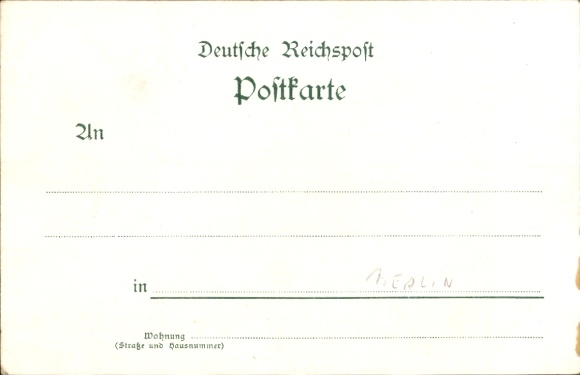 Deutſche Reichspoſt
Poſtkarte
An
in
Wohnung
(Straße und Hausnummer)